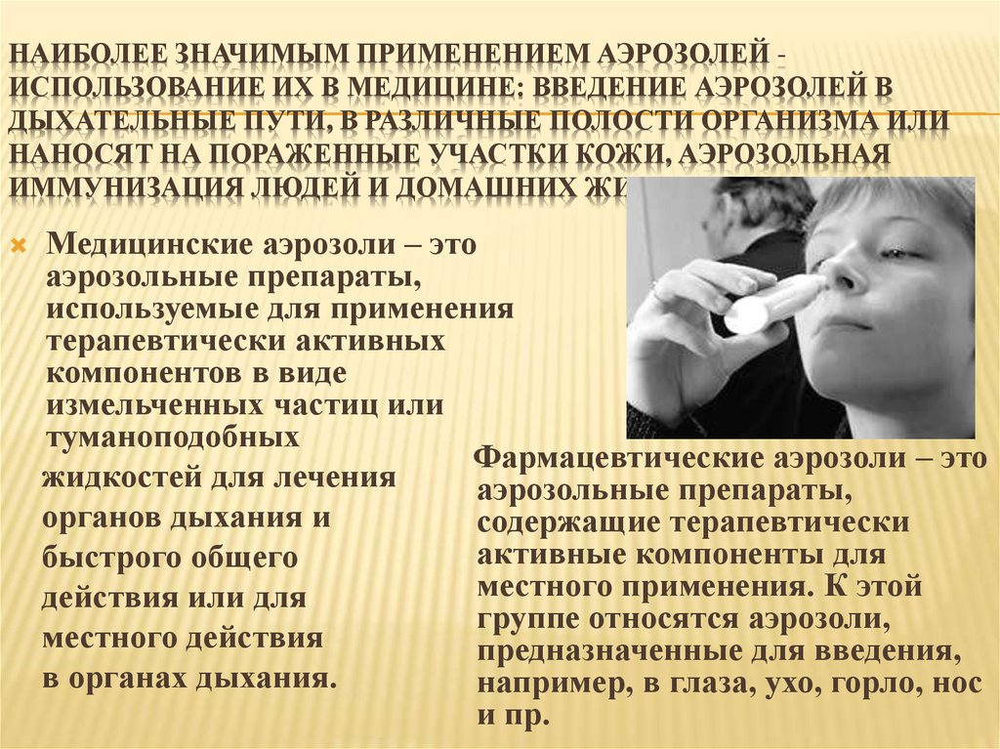 НАИБОЛЕЕ ЗНАЧИМЫМ ПРИМЕНЕНИЕМ АЭРОЗОЛЕЙ -
ИСПОЛЬЗОВАНИЕ ИХ В МЕДИЦИНЕ: ВВЕДЕНИЕ АЭРОЗОЛЕЙ В
ДЫХАТЕЛЬНЫЕ ПУТИ, В РАЗЛИЧНЫЕ ПОЛОСТИ ОРГАНИЗМА ИЛИ
НАНОСЯТ НА ПОРАЖЕННЫЕ УЧАСТКИ КОЖИ, АЭРОЗОЛЬНАЯ
ИММУНИЗАЦИЯ ЛЮДЕЙ И ДОМАШНИХ
Медицинские аэрозоли – это
аэрозольные препараты,
используемые для применения
терапевтически активных
компонентов в виде
измельченных частиц или
туманоподобных
жидкостей для лечения
органов дыхания и
быстрого общего
действия или для
местного действия
в органах дыхания.
Фармацевтические аэрозоли – это
аэрозольные препараты,
содержащие терапевтически
активные компоненты для
местного применения. К этой
группе относятся аэрозоли,
предназначенные для введения,
например, в глаза, ухо, горло, нос
и пр.